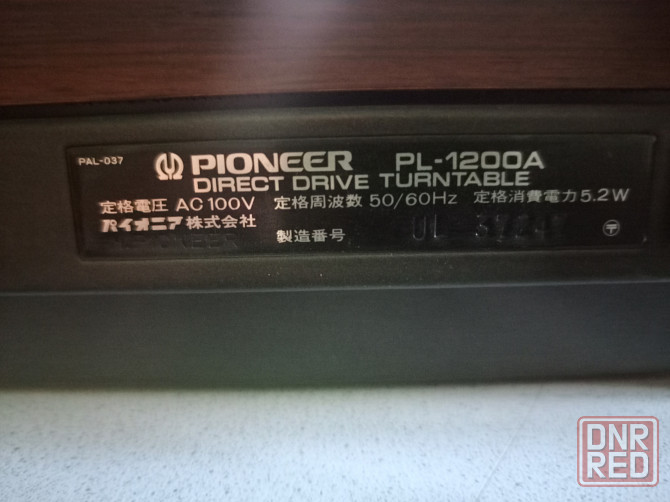 PAL-037 PIONEER PL-1200A
DIRECT DRIVE TURNTABLE
定格電圧 AC 100V 定格周波数 50/60Hz 定格消費電力 5.2W
パイオニア株式会社
製造番号
〒
DNR
RED